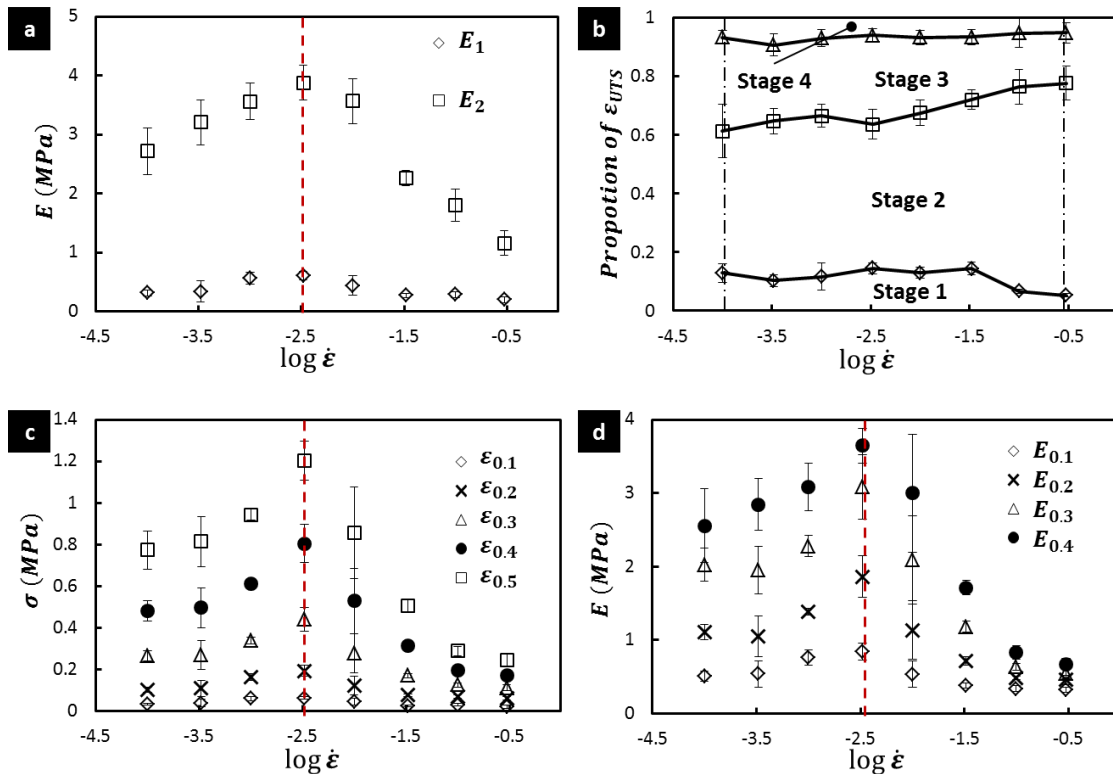 a
E (MPa)
5
4
3
2
1
0
-4.5
-3.5
-2.5
-1.5
-0.5
log ε̇
E₁
E₂
b
Propotion of ε_UTS
1
0.8
0.6
0.4
0.2
0
Stage 4
Stage 3
Stage 2
Stage 1
-4.5
-3.5
-2.5
-1.5
-0.5
log ε̇
c
σ (MPa)
1.4
1.2
1
0.8
0.6
0.4
0.2
0
-4.5
-3.5
-2.5
-1.5
-0.5
log ε̇
ε₀.₁
ε₀.₂
ε₀.₃
ε₀.₄
ε₀.₅
d
E (MPa)
4
3
2
1
0
-4.5
-3.5
-2.5
-1.5
-0.5
log ε̇
E₀.₁
E₀.₂
E₀.₃
E₀.₄